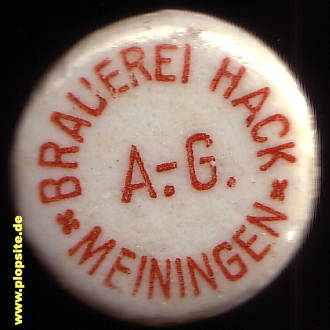 BRAUEREI HACK
A.-G.
* MEININGEN *
www.plopsite.de